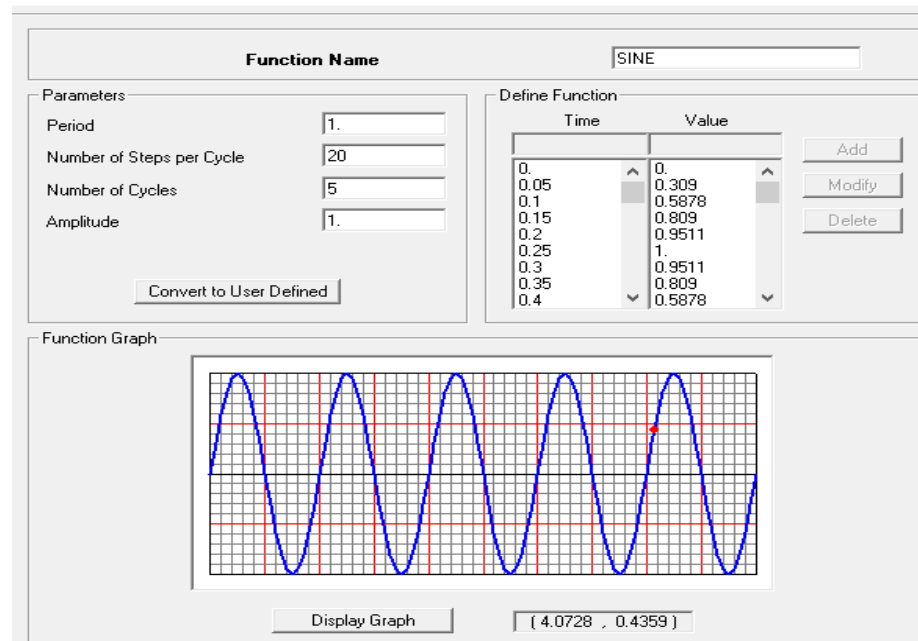 Function Name SINE
Parameters
Period 1.
Number of Steps per Cycle 20
Number of Cycles 5
Amplitude 1.
Convert to User Defined
Define Function
Time Value
0. 0.
0.05 0.309
0.1 0.5878
0.15 0.809
0.2 0.9511
0.25 1.
0.3 0.9511
0.35 0.809
0.4 0.5878
Add
Modify
Delete
Function Graph
Display Graph (4.0728 , 0.4359)